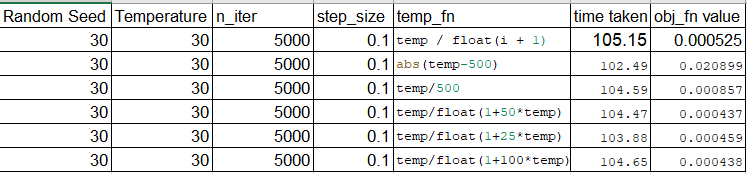 Random Seed Temperature n_iter step_size temp_fn time taken obj_fn value
30 30 5000 0.1 temp / float(i + 1) 105.15 0.000525
30 30 5000 0.1 abs(temp-500) 102.49 0.020899
30 30 5000 0.1 temp/500 104.59 0.000857
30 30 5000 0.1 temp/float(1+50*temp) 104.47 0.000437
30 30 5000 0.1 temp/float(1+25*temp) 103.88 0.000459
30 30 5000 0.1 temp/float(1+100*temp) 104.65 0.000438